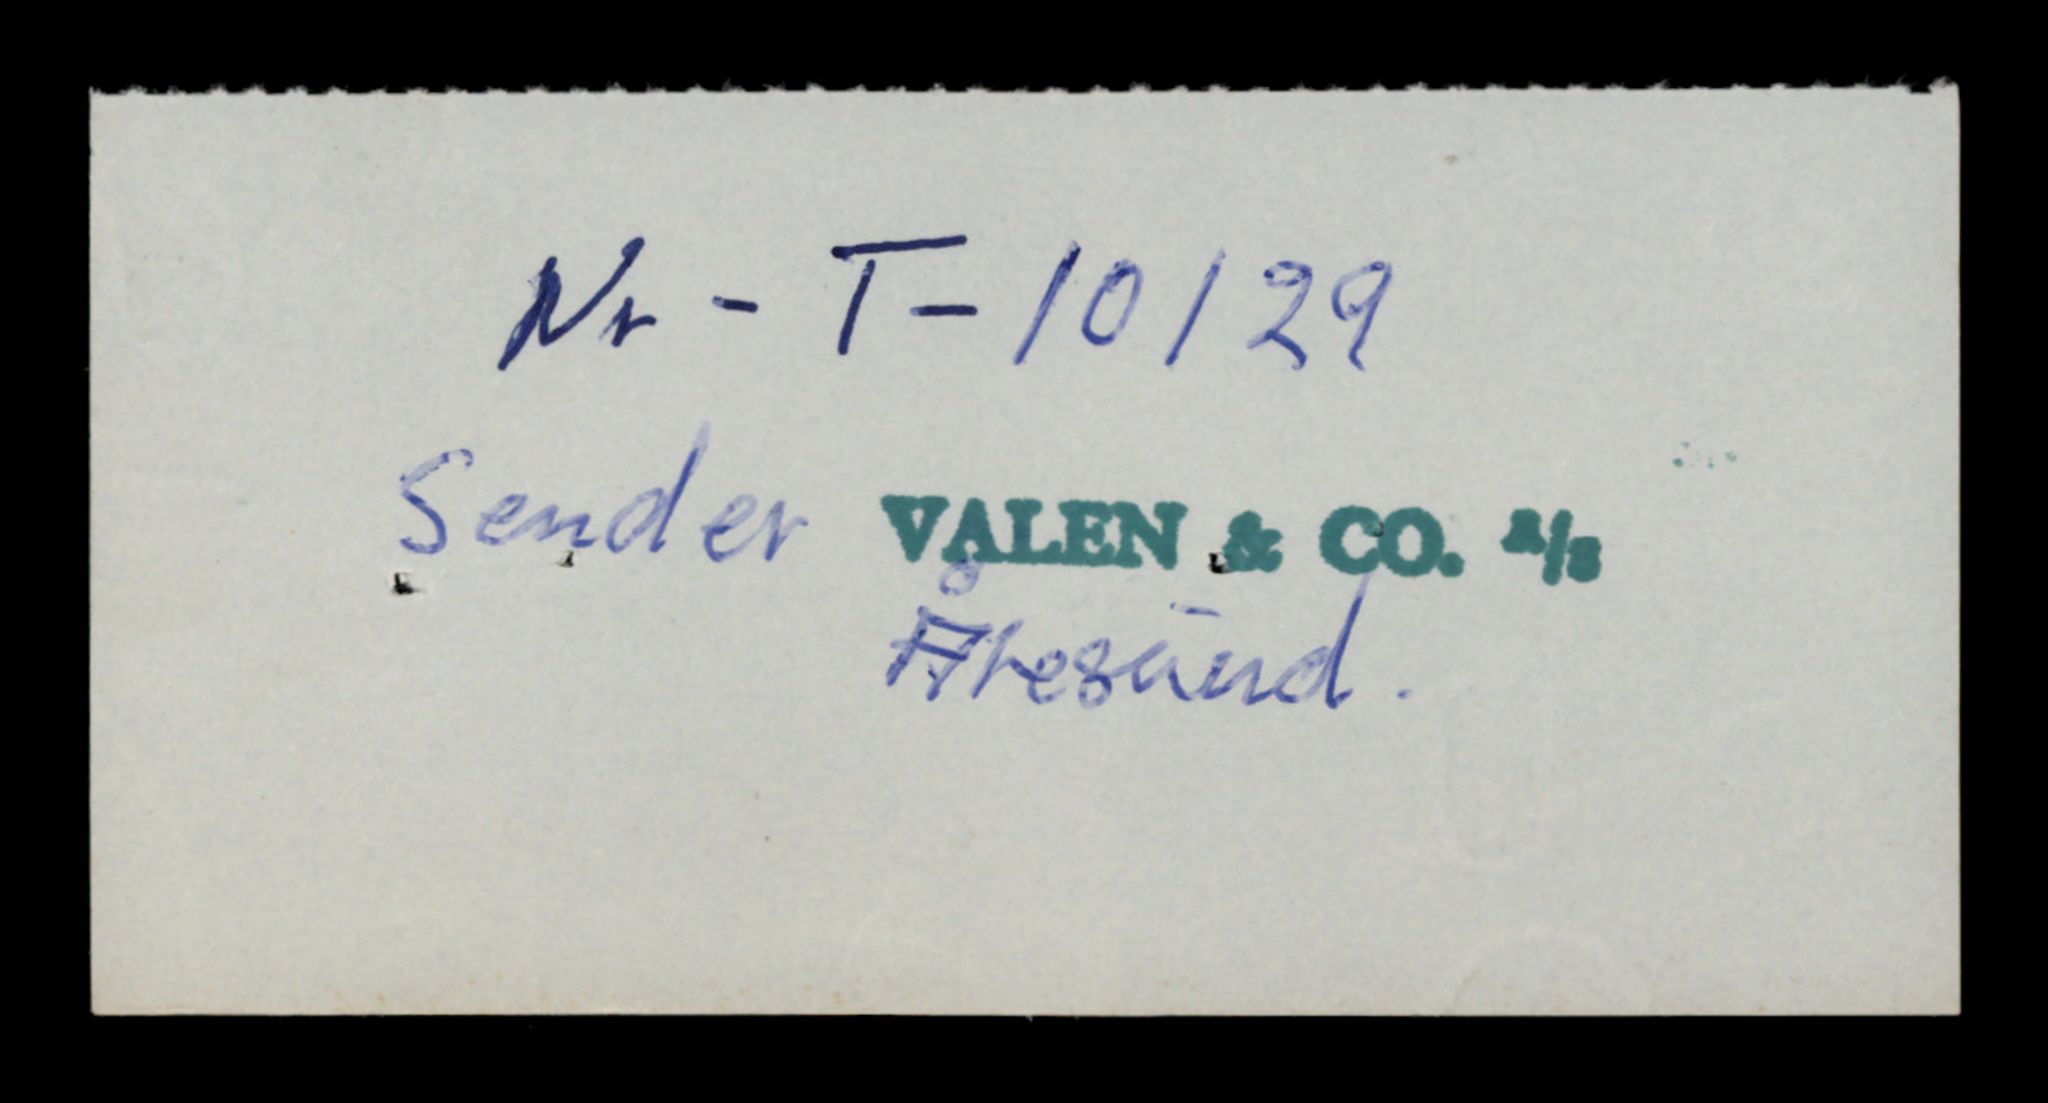 Nr - T - 10129
Sender VALEN & CO. A/S
Ålesund.